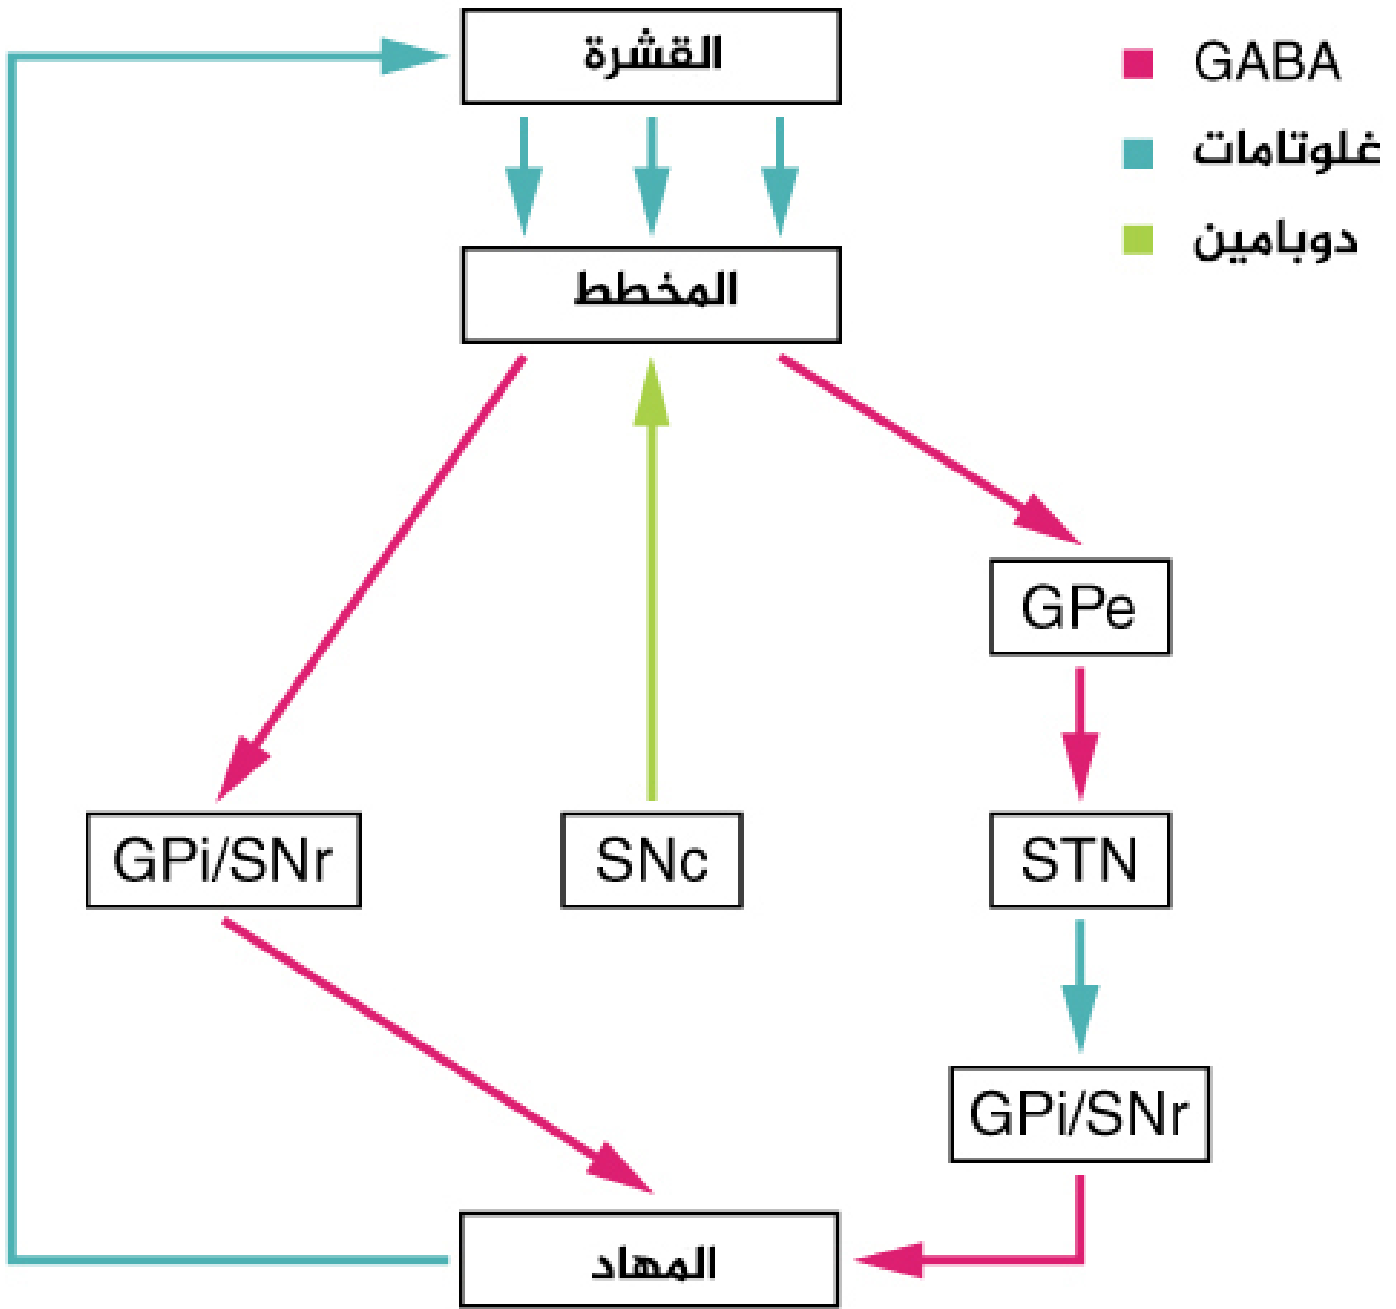 القشرة
GABA
غلوتامات
دوبامين
المخطط
GPe
GPi/SNr
SNc
STN
GPi/SNr
المهاد